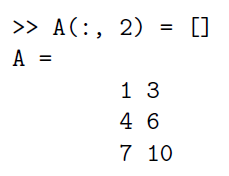 >> A(:, 2) = []
A =
1 3
4 6
7 10